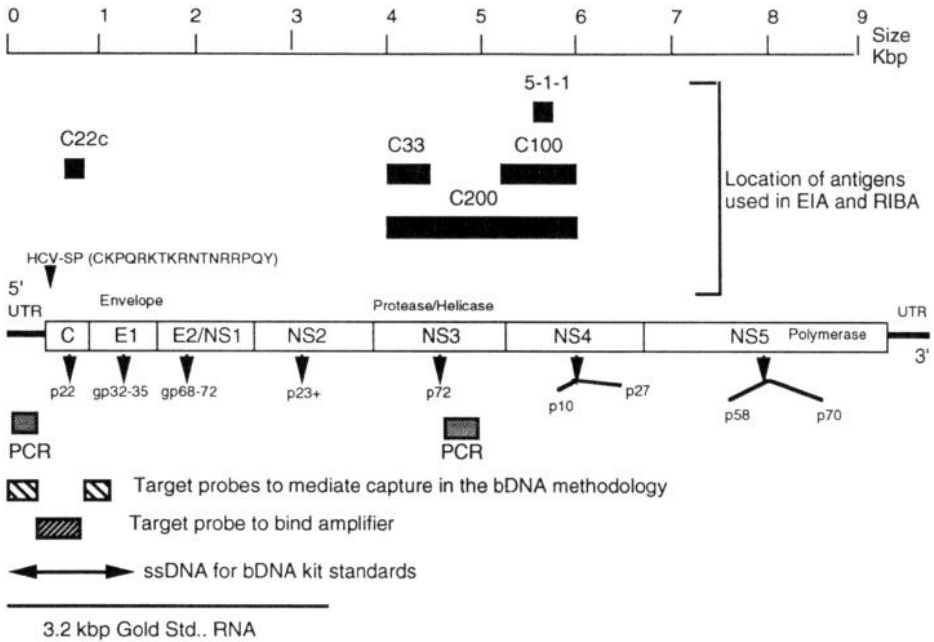 0 1 2 3 4 5 6 7 8 9
Size
Kbp
5-1-1
C22c
C33
C100
C200
Location of antigens
used in EIA and RIBA
HCV-SP (CKPQRKTKRNTNRRPQY)
5'
UTR
Envelope
Protease/Helicase
UTR
C E1 E2/NS1 NS2 NS3 NS4 NS5 Polymerase
3'
p22 gp32-35 gp68-72 p23+ p72 p10 p27 p58 p70
PCR
PCR
Target probes to mediate capture in the bDNA methodology
Target probe to bind amplifier
ssDNA for bDNA kit standards
3.2 kbp Gold Std.. RNA